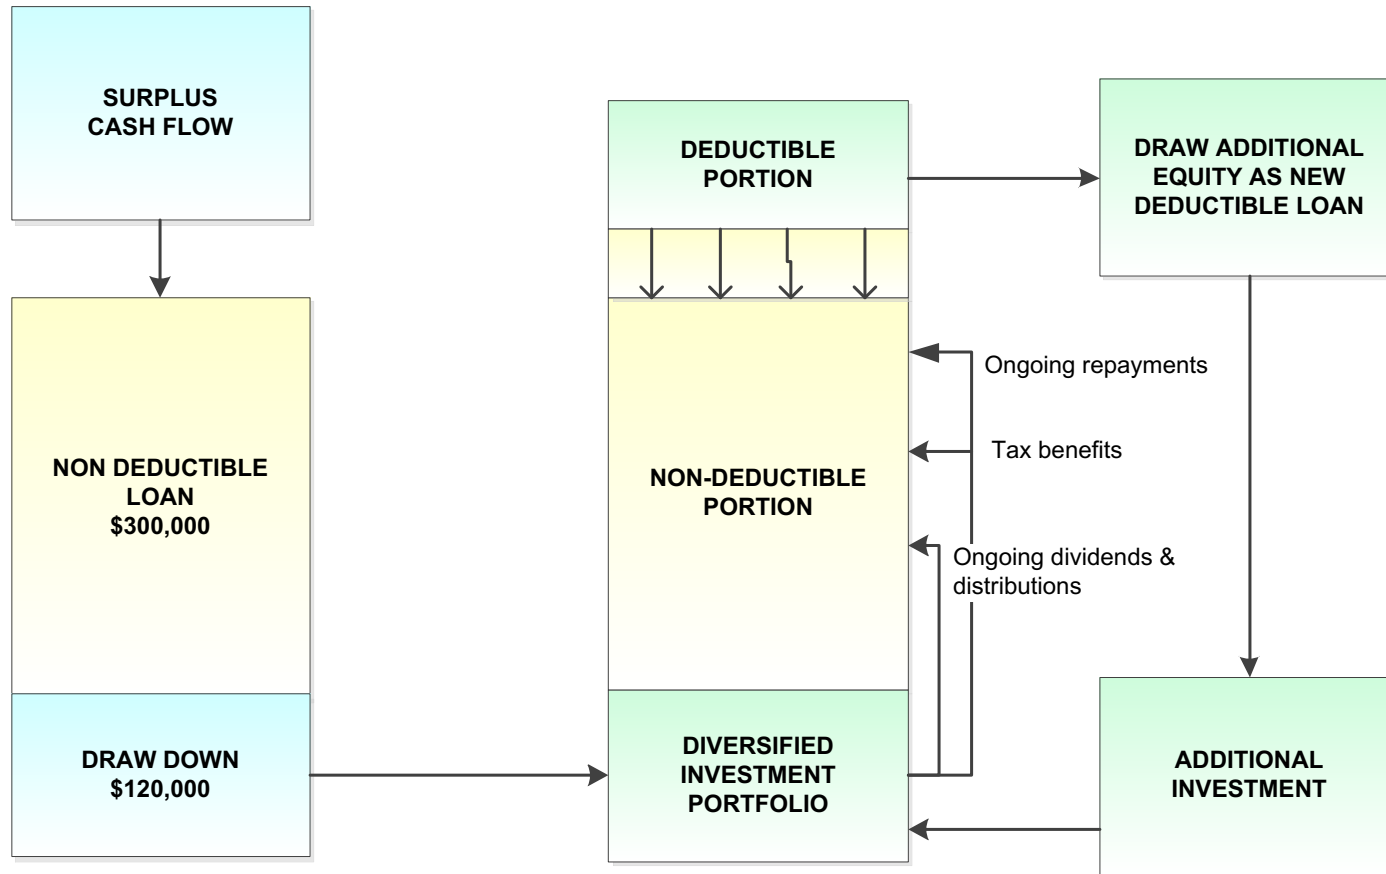 SURPLUS
CASH FLOW
NON DEDUCTIBLE
LOAN
$300,000
DRAW DOWN
$120,000
DEDUCTIBLE
PORTION
NON-DEDUCTIBLE
PORTION
DIVERSIFIED
INVESTMENT
PORTFOLIO
Ongoing repayments
Tax benefits
Ongoing dividends &
distributions
DRAW ADDITIONAL
EQUITY AS NEW
DEDUCTIBLE LOAN
ADDITIONAL
INVESTMENT